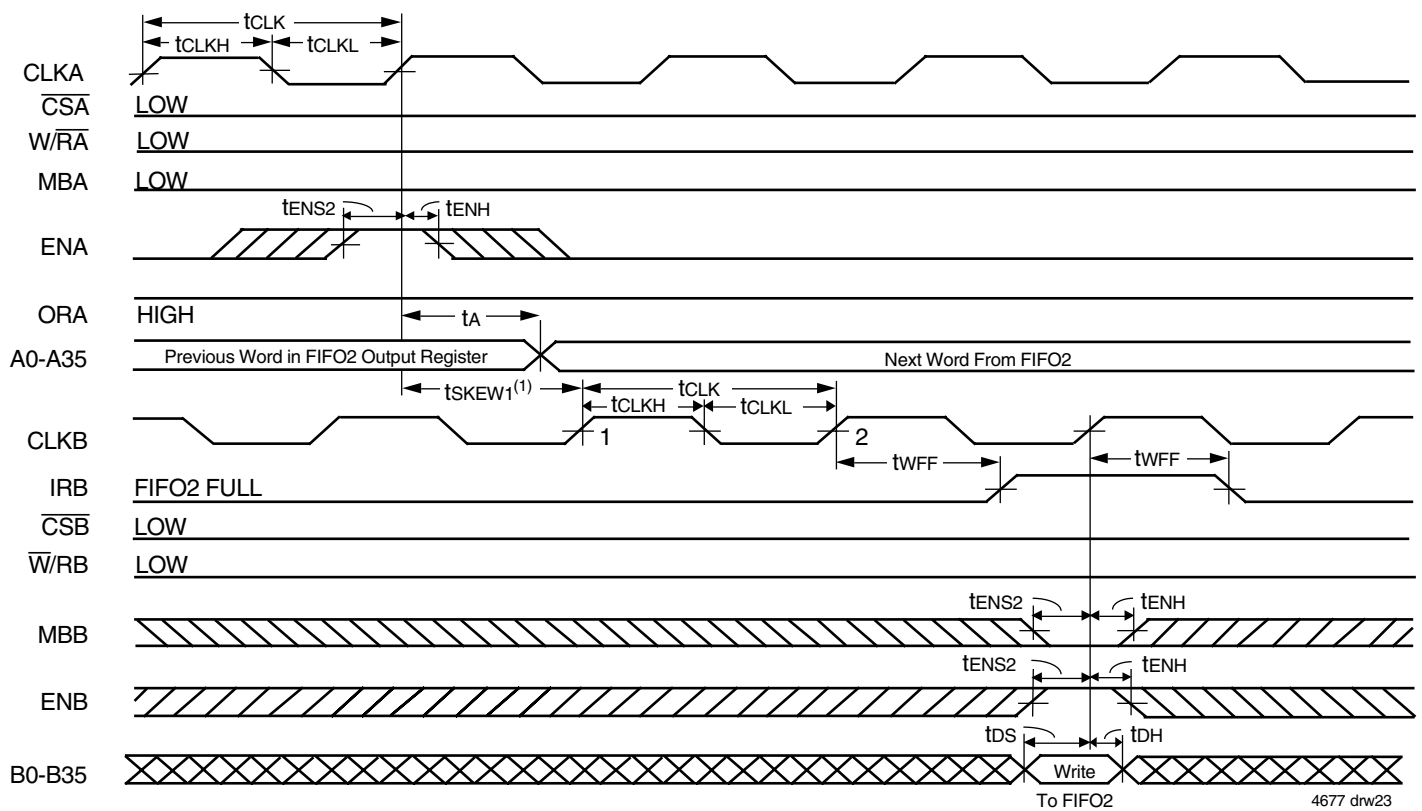 tCLK
tCLKH tCLKL
CLKA
CSA LOW
W/RA LOW
MBA LOW
tENS2 tENH
ENA
ORA HIGH
tA
A0-A35 Previous Word in FIFO2 Output Register Next Word From FIFO2
tSKEW1(1) tCLK
tCLKH tCLKL
CLKB 1 2
tWFF tWFF
IRB FIFO2 FULL
CSB LOW
W/RB LOW
tENS2 tENH
MBB
tENS2 tENH
ENB
tDS tDH
B0-B35 Write
To FIFO2 4677 drw23